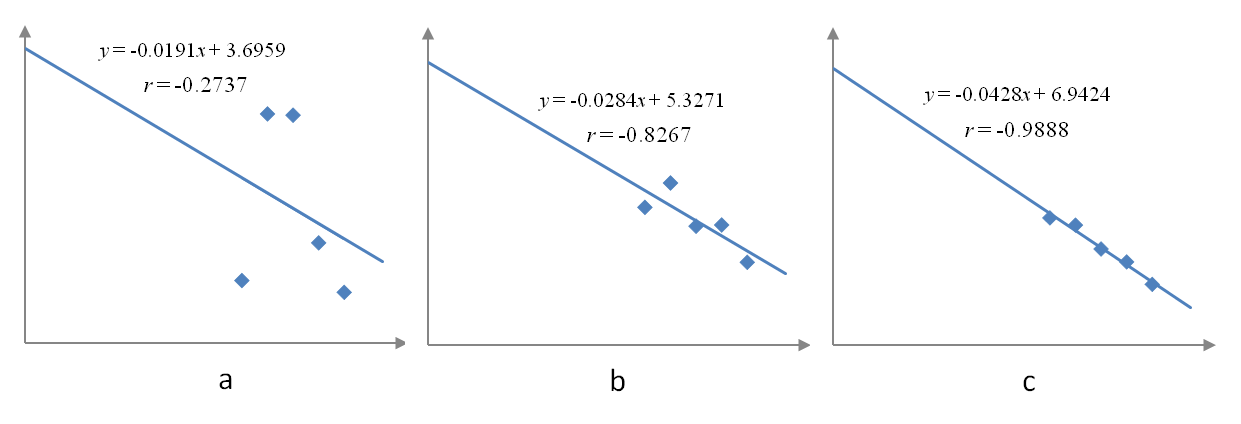 y = -0.0191x + 3.6959
r = -0.2737
y = -0.0284x + 5.3271
r = -0.8267
y = -0.0428x + 6.9424
r = -0.9888
a
b
c